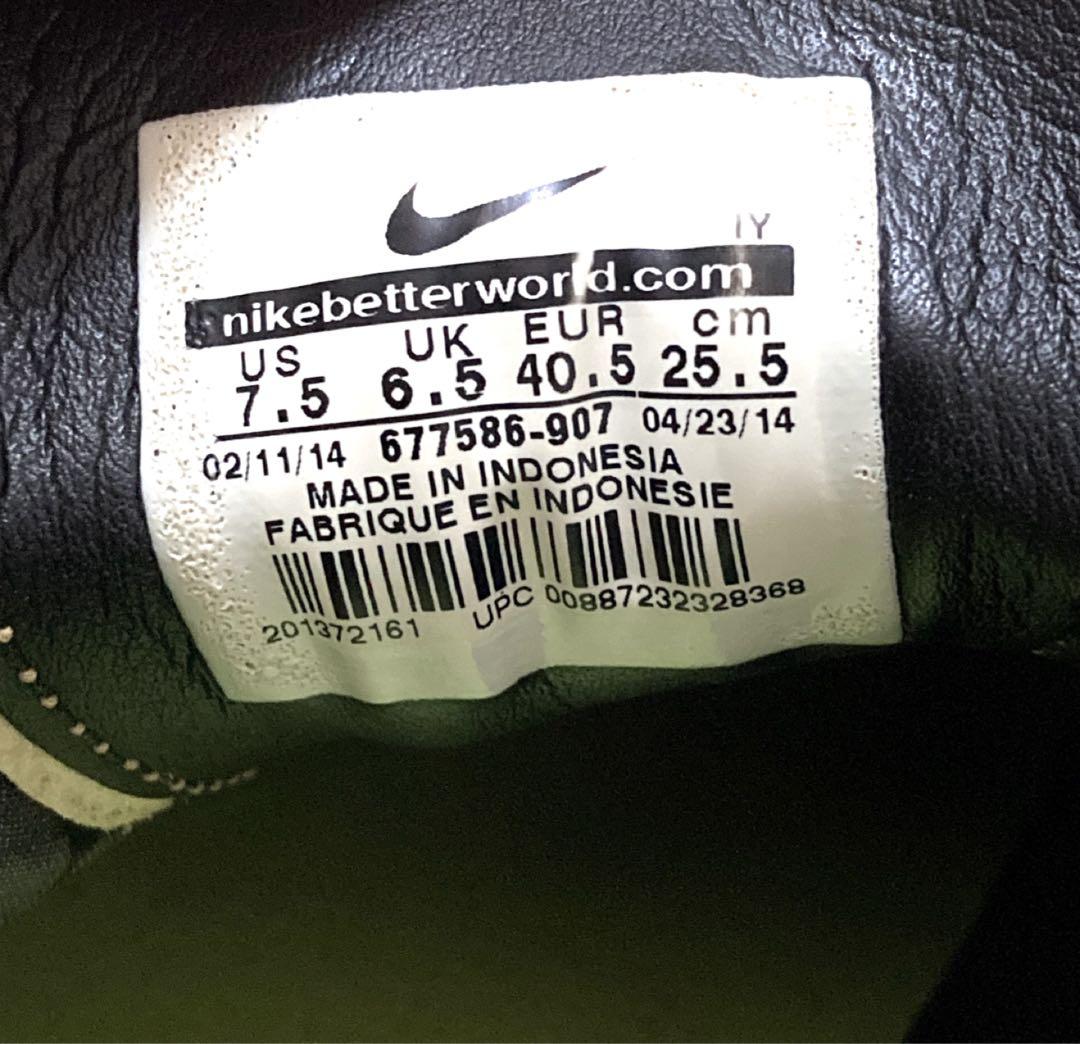 IY
nikebetterworld.com
US UK EUR cm
7.5 6.5 40.5 25.5
02/11/14 677586-907 04/23/14
MADE IN INDONESIA
FABRIQUE EN INDONESIE
201372161 UPC 00887232328368